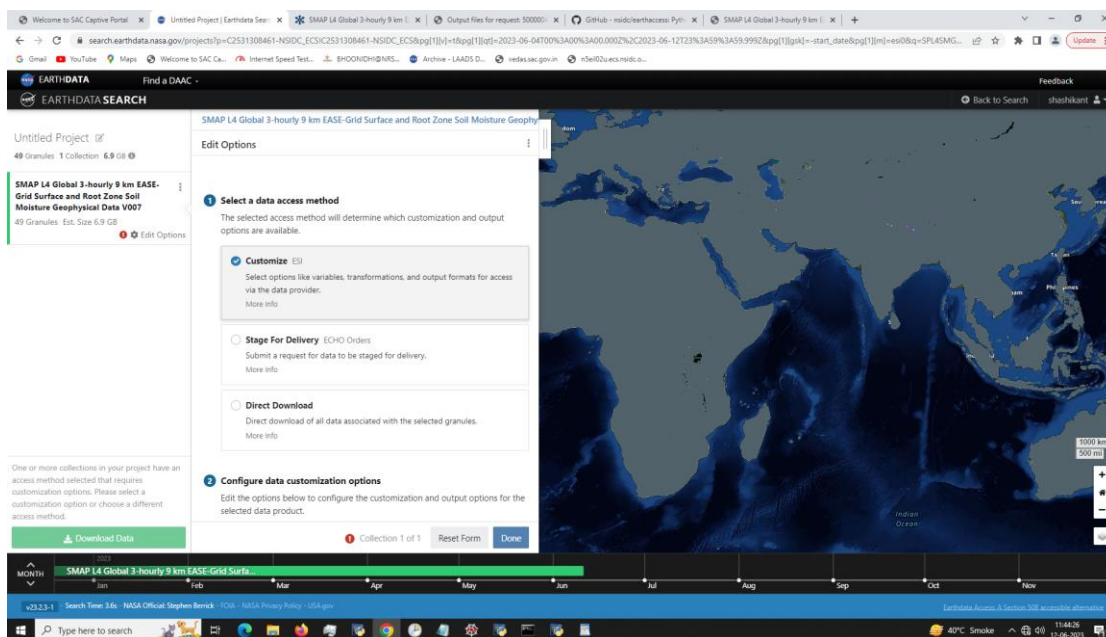 Welcome to SAC Captive Portal
Untitled Project | Earthdata Sear
SMAP L4 Global 3-hourly 9 km E
Output files for request: 500000
GitHub - nsidc/earthaccess: Pyth
SMAP L4 Global 3-hourly 9 km E
search.earthdata.nasa.gov/projects?p=C2531308461-NSIDC_ECS!C2531308461-NSIDC_ECS&pg[1][v]=t&pg[1][qt]=2023-06-04T00%3A00%3A00.000Z%2C2023-06-12T23%3A59%3A59.999Z&pg[1][gsk]=-start_date&pg[1][m]=esi0&q=SPL4SMG...
Update
Gmail
YouTube
Maps
Welcome to SAC Ca...
Internet Speed Test...
BHOONIDHI@NRS...
Archive - LAADS D...
vedas.sac.gov.in
n5eil02u.ecs.nsidc.o...
EARTHDATA
Find a DAAC
Feedback
EARTHDATA SEARCH
Back to Search
shashikant
Untitled Project
49 Granules 1 Collection 6.9 GB
SMAP L4 Global 3-hourly 9 km EASE-
Grid Surface and Root Zone Soil
Moisture Geophysical Data V007
49 Granules Est. Size 6.9 GB
Edit Options
One or more collections in your project have an
access method selected that requires
customization options. Please select a
customization option or choose a different
access method.
Download Data
SMAP L4 Global 3-hourly 9 km EASE-Grid Surface and Root Zone Soil Moisture Geophy
Edit Options
1 Select a data access method
The selected access method will determine which customization and output
options are available.
Customize ESI
Select options like variables, transformations, and output formats for access
via the data provider.
More Info
Stage For Delivery ECHO Orders
Submit a request for data to be staged for delivery.
More Info
Direct Download
Direct download of all data associated with the selected granules.
More Info
2 Configure data customization options
Edit the options below to configure the customization and output options for the
selected data product.
Collection 1 of 1
Reset Form
Done
dom
1000 km
500 mi
Indian
Ocean
MONTH
2023
SMAP L4 Global 3-hourly 9 km EASE-Grid Surfa...
Jan
Feb
Mar
Apr
May
Jun
Jul
Aug
Sep
Oct
Nov
v23.2.3-1
Search Time: 3.6s
NASA Official: Stephen Berrick
FOIA
NASA Privacy Policy
USA.gov
Earthdata Access: A Section 508 accessible alternative
Type here to search
40°C Smoke
11:44:26
12-06-2023